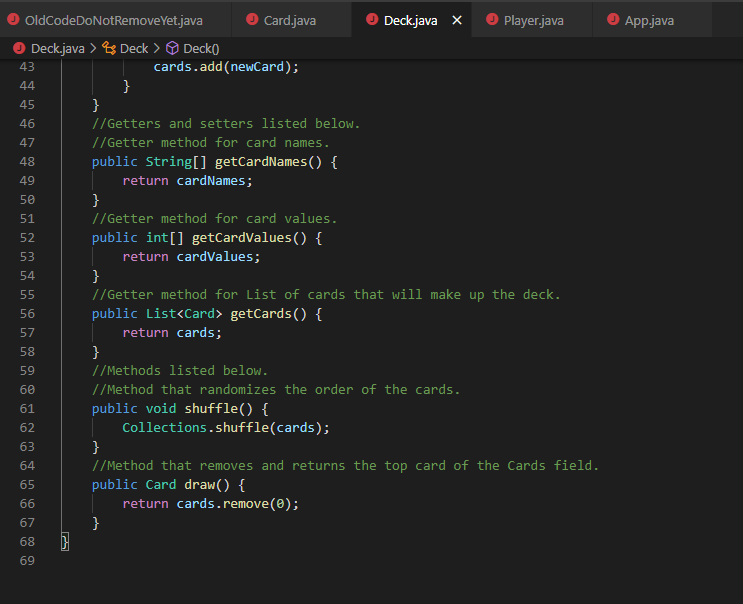 OldCodeDoNotRemoveYet.java Card.java Deck.java × Player.java App.java
Deck.java > Deck > Deck()
43 cards.add(newCard);
44 }
45 }
46 //Getters and setters listed below.
47 //Getter method for card names.
48 public String[] getCardNames() {
49 return cardNames;
50 }
51 //Getter method for card values.
52 public int[] getCardValues() {
53 return cardValues;
54 }
55 //Getter method for List of cards that will make up the deck.
56 public List<Card> getCards() {
57 return cards;
58 }
59 //Methods listed below.
60 //Method that randomizes the order of the cards.
61 public void shuffle() {
62 Collections.shuffle(cards);
63 }
64 //Method that removes and returns the top card of the Cards field.
65 public Card draw() {
66 return cards.remove(0);
67 }
68 }
69